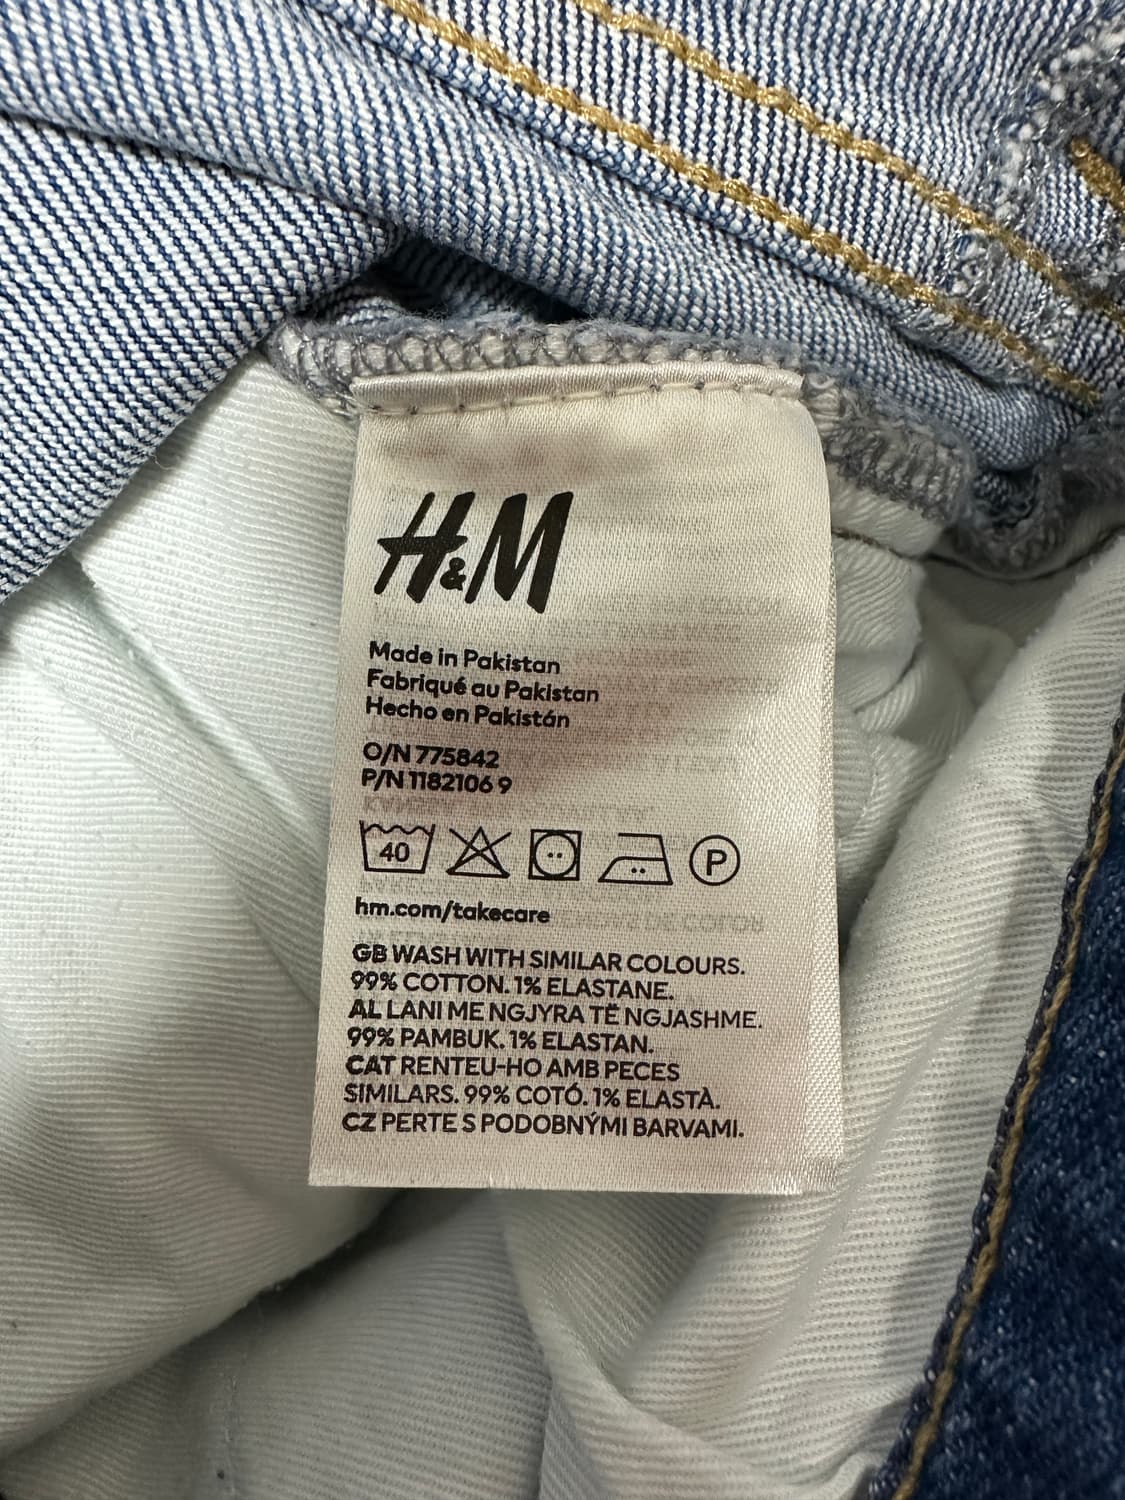 H&M
Made in Pakistan
Fabriqué au Pakistan
Hecho en Pakistán
O/N 775842
P/N 1182106 9
40 P
hm.com/takecare
GB WASH WITH SIMILAR COLOURS.
99% COTTON. 1% ELASTANE.
AL LANI ME NGJYRA TË NGJASHME.
99% PAMBUK. 1% ELASTAN.
CAT RENTEU-HO AMB PECES
SIMILARS. 99% COTÓ. 1% ELASTÀ.
CZ PERTE S PODOBNÝMI BARVAMI.